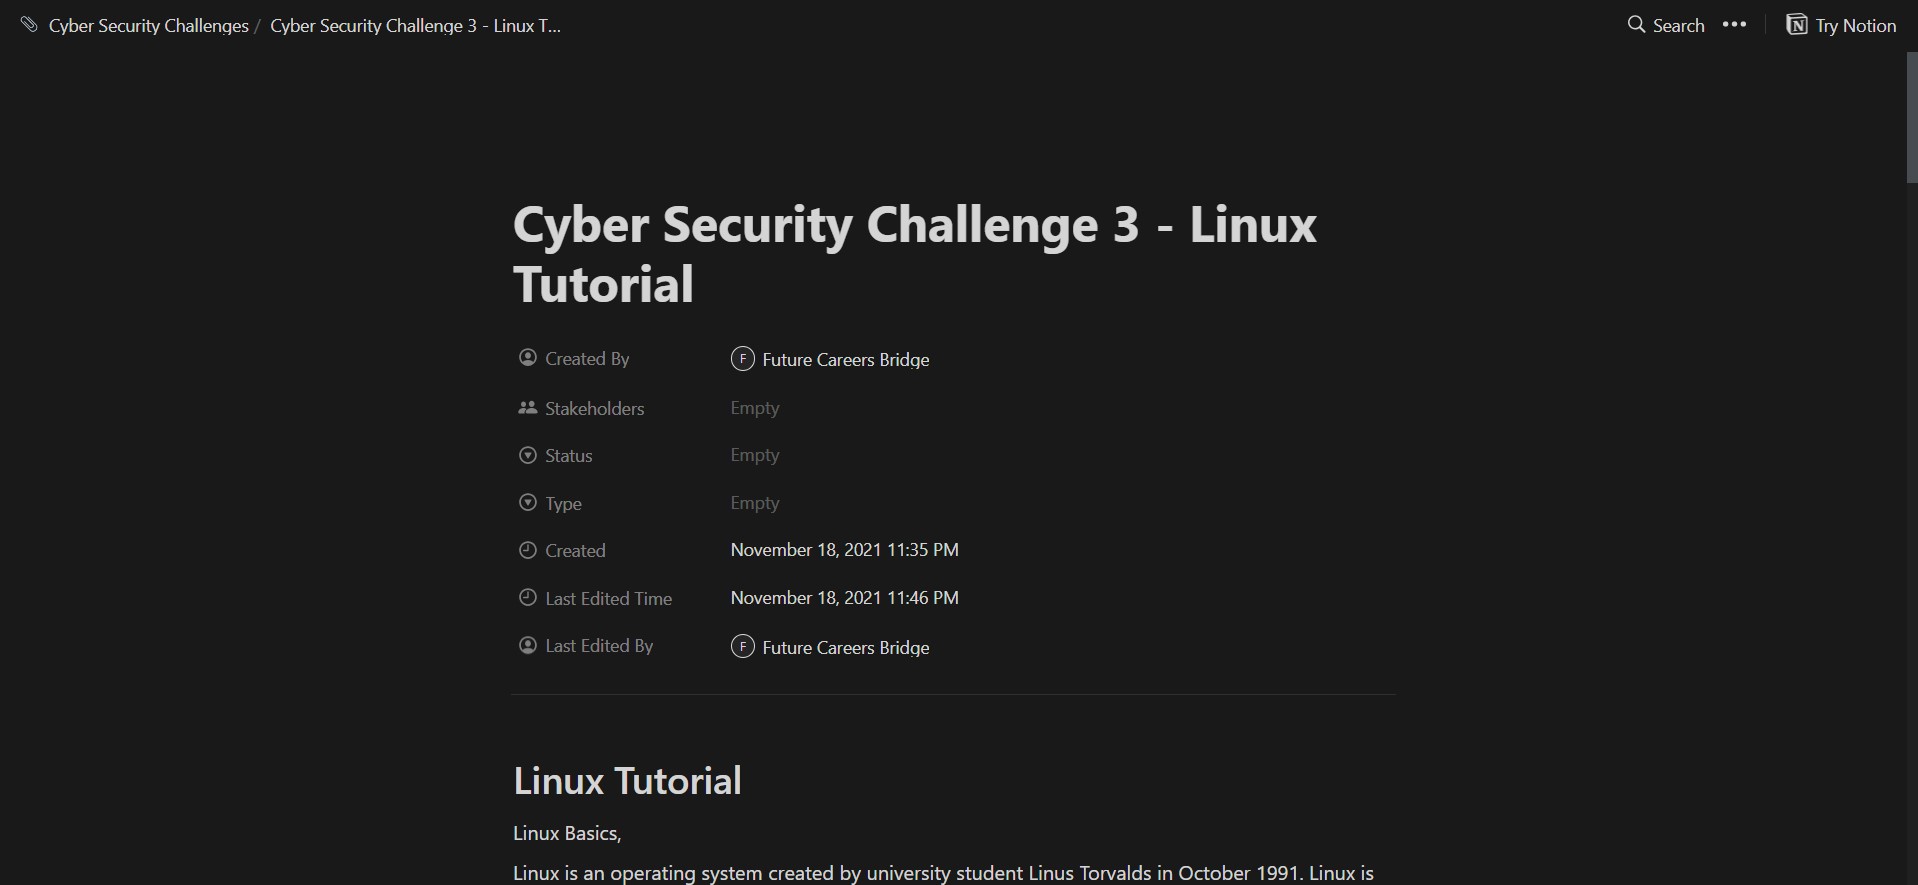 Cyber Security Challenges / Cyber Security Challenge 3 - Linux T...
Search
Try Notion
Cyber Security Challenge 3 - Linux
Tutorial
Created By F Future Careers Bridge
Stakeholders Empty
Status Empty
Type Empty
Created November 18, 2021 11:35 PM
Last Edited Time November 18, 2021 11:46 PM
Last Edited By F Future Careers Bridge
Linux Tutorial
Linux Basics,
Linux is an operating system created by university student Linus Torvalds in October 1991. Linux is